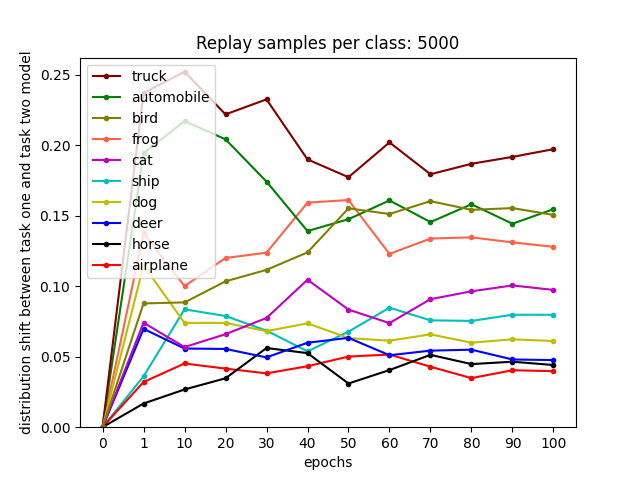 Replay samples per class: 5000
distribution shift between task one and task two model
0.25
0.20
0.15
0.10
0.05
0.00
truck
automobile
bird
frog
cat
ship
dog
deer
horse
airplane
0 1 10 20 30 40 50 60 70 80 90 100
epochs